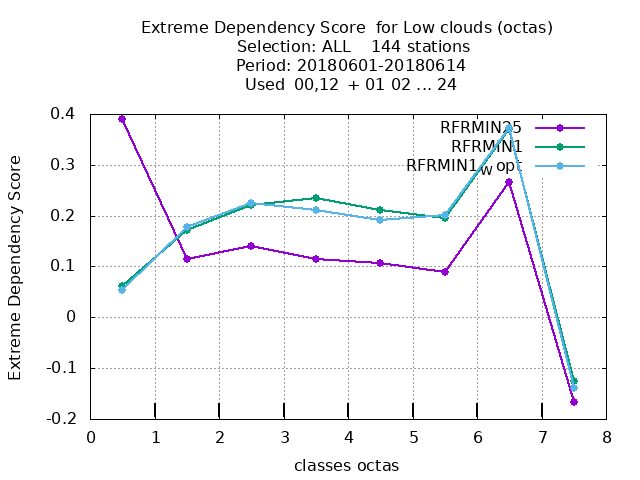 Extreme Dependency Score for Low clouds (octas)
Selection: ALL 144 stations
Period: 20180601-20180614
Used 00,12 + 01 02 ... 24
Extreme Dependency Score
0.4
0.3
0.2
0.1
0
-0.1
-0.2
RFRMIN25
RFRMIN1
RFRMIN1w opt
0 1 2 3 4 5 6 7 8
classes octas